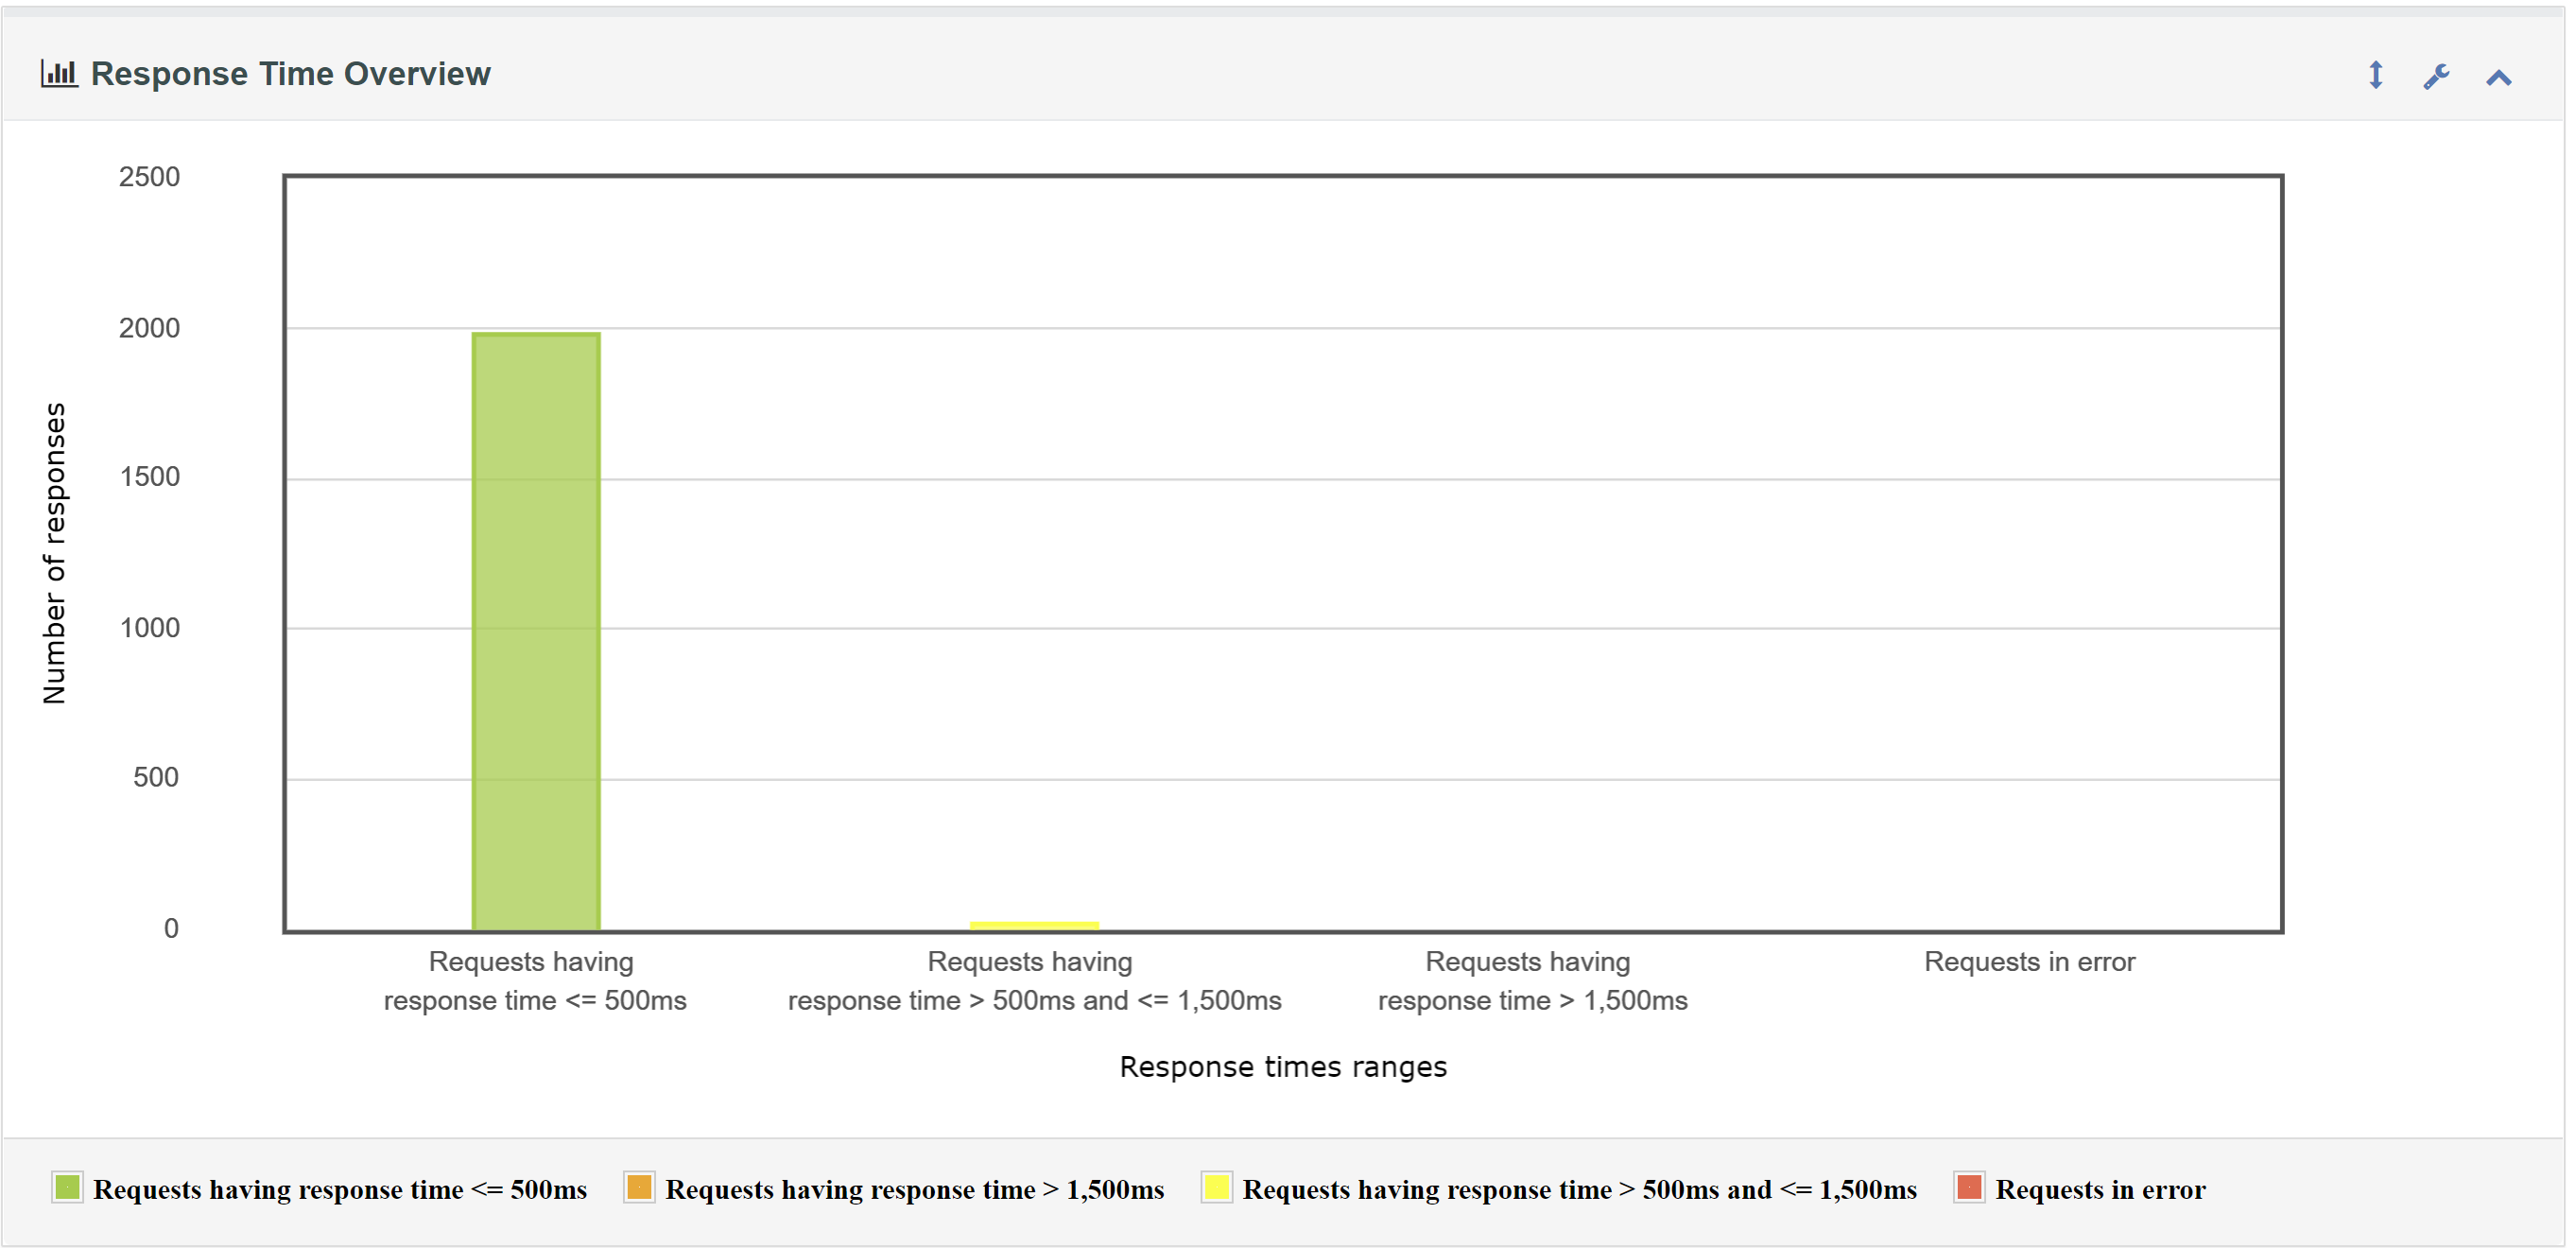 Response Time Overview
2500
2000
1500
1000
500
0
Number of responses
Requests having
response time <= 500ms
Requests having
response time > 500ms and <= 1,500ms
Requests having
response time > 1,500ms
Requests in error
Response times ranges
Requests having response time <= 500ms
Requests having response time > 1,500ms
Requests having response time > 500ms and <= 1,500ms
Requests in error